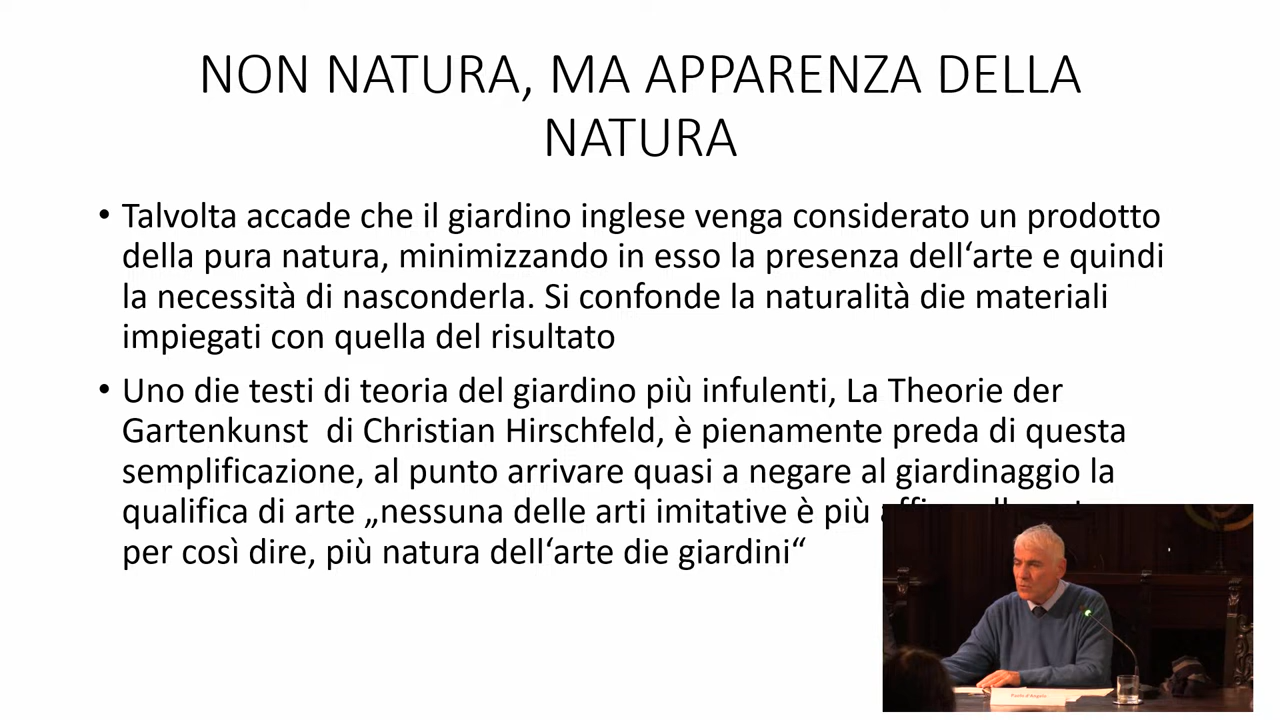 NON NATURA, MA APPARENZA DELLA
NATURA
• Talvolta accade che il giardino inglese venga considerato un prodotto
della pura natura, minimizzando in esso la presenza dell‘arte e quindi
la necessità di nasconderla. Si confonde la naturalità die materiali
impiegati con quella del risultato
• Uno die testi di teoria del giardino più infulenti, La Theorie der
Gartenkunst di Christian Hirschfeld, è pienamente preda di questa
semplificazione, al punto arrivare quasi a negare al giardinaggio la
qualifica di arte „nessuna delle arti imitative è più
per così dire, più natura dell‘arte die giardini“